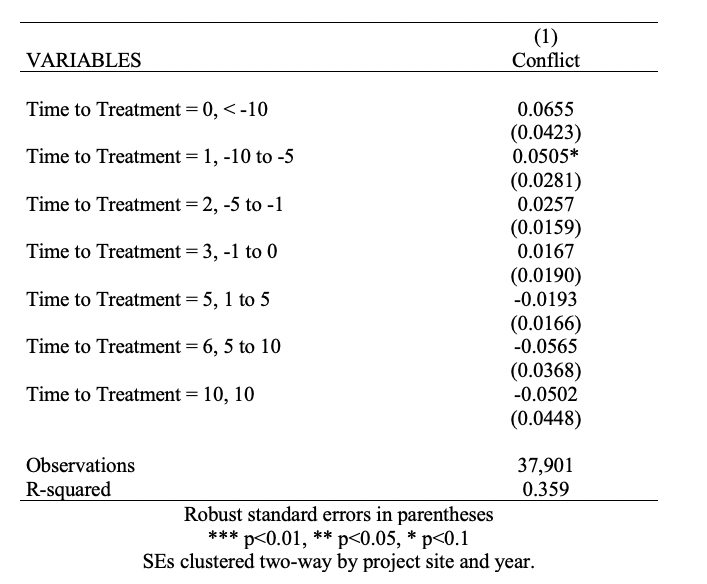 (1)
VARIABLES Conflict
Time to Treatment = 0, < -10 0.0655
(0.0423)
Time to Treatment = 1, -10 to -5 0.0505*
(0.0281)
Time to Treatment = 2, -5 to -1 0.0257
(0.0159)
Time to Treatment = 3, -1 to 0 0.0167
(0.0190)
Time to Treatment = 5, 1 to 5 -0.0193
(0.0166)
Time to Treatment = 6, 5 to 10 -0.0565
(0.0368)
Time to Treatment = 10, 10 -0.0502
(0.0448)
Observations 37,901
R-squared 0.359
Robust standard errors in parentheses
*** p<0.01, ** p<0.05, * p<0.1
SEs clustered two-way by project site and year.